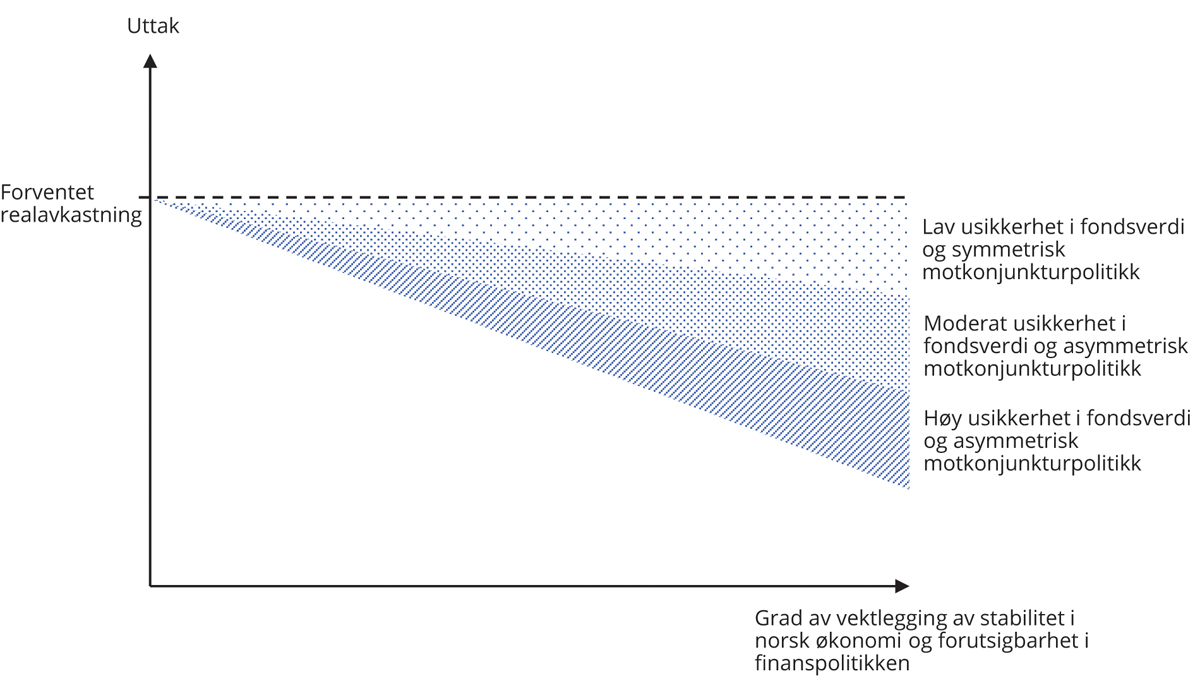 Uttak
Forventet
realavkastning
Lav usikkerhet i fondsverdi
og symmetrisk
motkonjunkturpolitikk
Moderat usikkerhet i
fondsverdi og asymmetrisk
motkonjunkturpolitikk
Høy usikkerhet i fondsverdi
og asymmetrisk
motkonjunkturpolitikk
Grad av vektlegging av stabilitet i
norsk økonomi og forutsigbarhet i
finanspolitikken